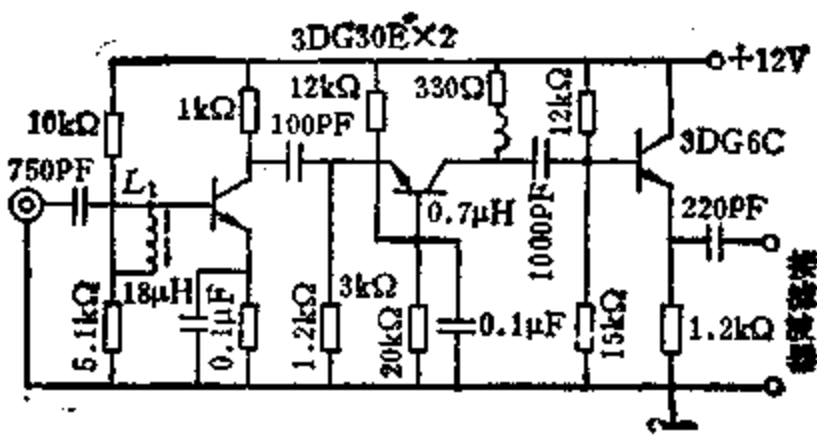 3DG30E×2
+12V
10kΩ
1kΩ
12kΩ
330Ω
12kΩ
100PF
3DG6C
750PF
L₁
0.7μH
1000PF
220PF
18μH
0.1μF
5.1kΩ
1.2kΩ
3kΩ
20kΩ
0.1μF
15kΩ
1.2kΩ